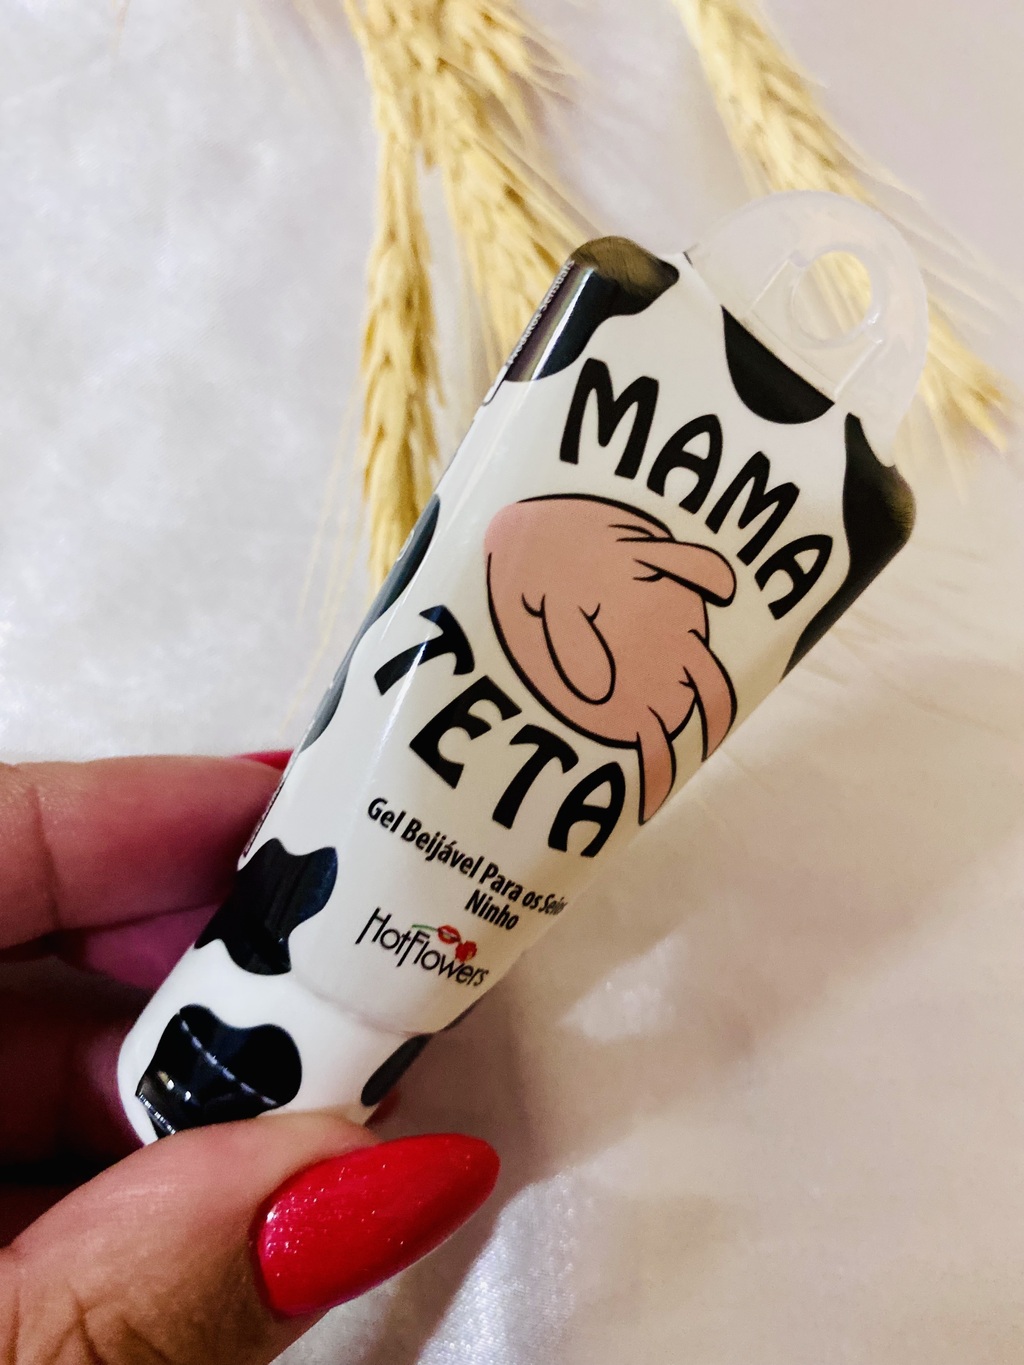 MAMA
TETA
Gel Beijável Para os
Ninho
HotFlowers